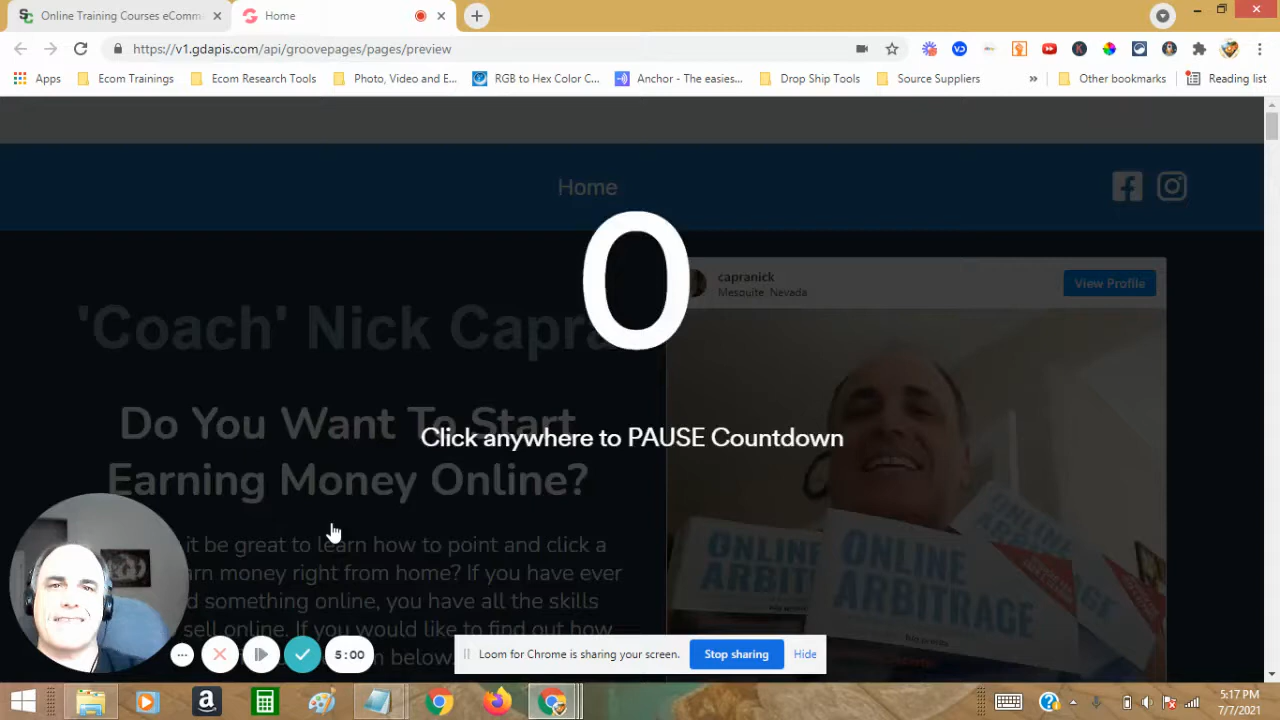 Online Training Courses eComm
Home
https://v1.gdapis.com/api/groovepages/pages/preview
Apps
Ecom Trainings
Ecom Research Tools
Photo, Video and E...
RGB to Hex Color C...
Anchor - The easies...
Drop Ship Tools
Source Suppliers
»
Other bookmarks
Reading list
Home
0
capranick
Mesquite, Nevada
View Profile
'Coach' Nick Capra
Do You Want To Start
Click anywhere to PAUSE Countdown
Earning Money Online?
it be great to learn how to point and click a
rn money right from home? If you have ever
d something online, you have all the skills
sell online. If you would like to find out how
m below.
ONLINE
ONLINE
ARBITRAGE
5:00
Loom for Chrome is sharing your screen.
Stop sharing
Hide
5:17 PM
7/7/2021